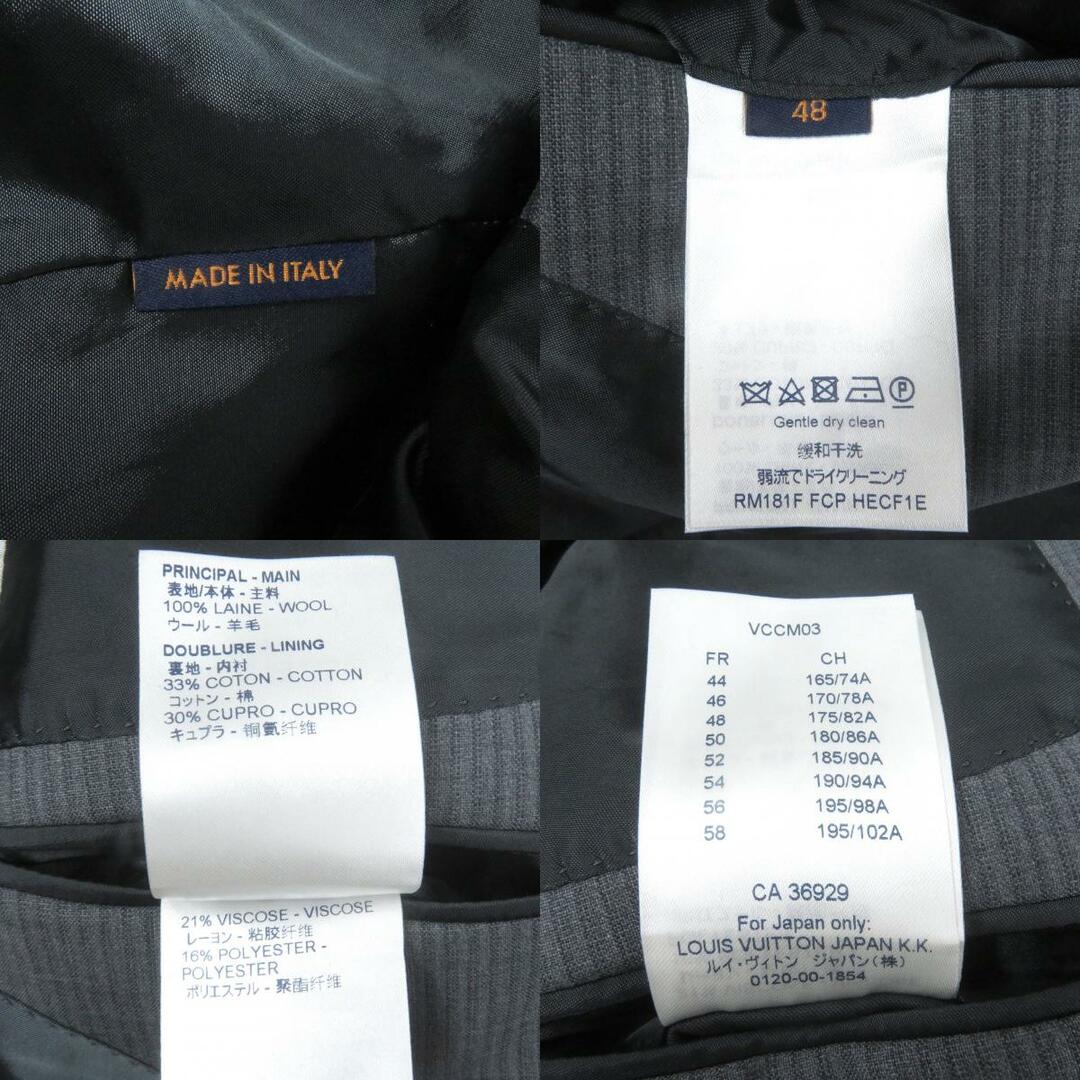 MADE IN ITALY
48
Gentle dry clean
缓和干洗
弱流でドライクリーニング
RM181F FCP HECF1E
PRINCIPAL - MAIN
表地/本体 - 主料
100% LAINE - WOOL
ウール - 羊毛
DOUBLURE - LINING
裏地 - 内衬
33% COTON - COTTON
コットン - 棉
30% CUPRO - CUPRO
キュプラ - 铜氨纤维
21% VISCOSE - VISCOSE
レーヨン - 粘胶纤维
16% POLYESTER -
POLYESTER
ポリエステル - 聚酯纤维
VCCM03
FR CH
44 165/74A
46 170/78A
48 175/82A
50 180/86A
52 185/90A
54 190/94A
56 195/98A
58 195/102A
CA 36929
For Japan only:
LOUIS VUITTON JAPAN K.K.
ルイ・ヴィトン ジャパン(株)
0120-00-1854